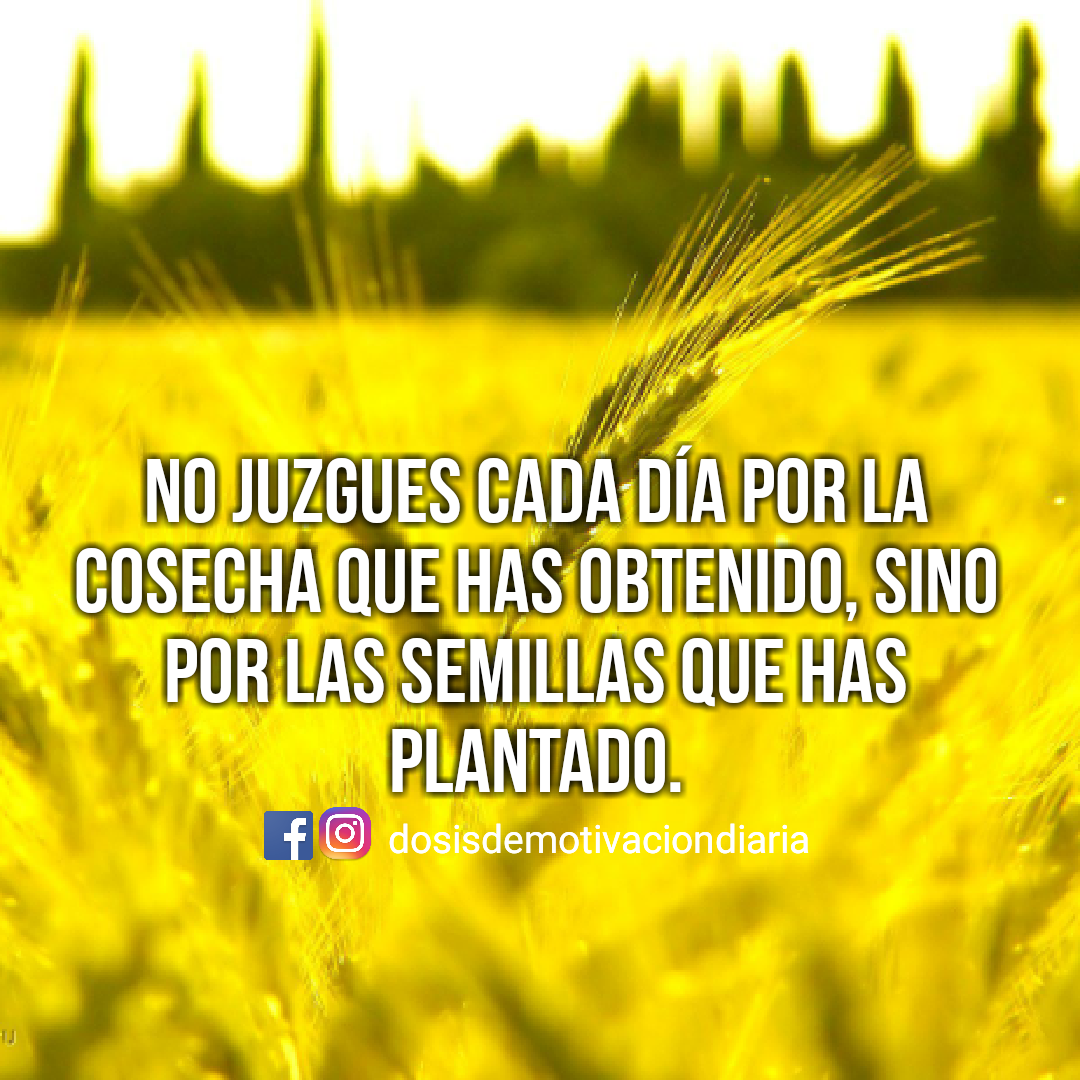 NO JUZGUES CADA DÍA POR LA
COSECHA QUE HAS OBTENIDO, SINO
POR LAS SEMILLAS QUE HAS
PLANTADO.
dosisdemotivaciondiaria